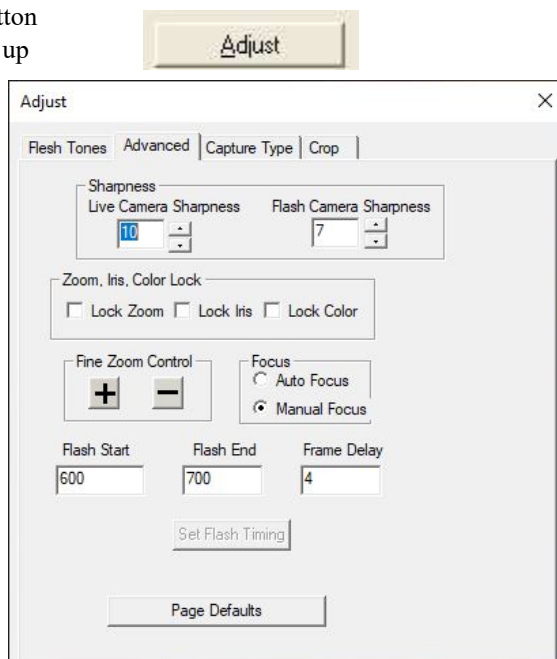 up
Adjust
Adjust
Flesh Tones Advanced Capture Type Crop
Sharpness
Live Camera Sharpness Flash Camera Sharpness
10 7
Zoom, Iris, Color Lock
Lock Zoom Lock Iris Lock Color
Fine Zoom Control Focus
+ − Auto Focus
Manual Focus
Flash Start Flash End Frame Delay
600 700 4
Set Flash Timing
Page Defaults